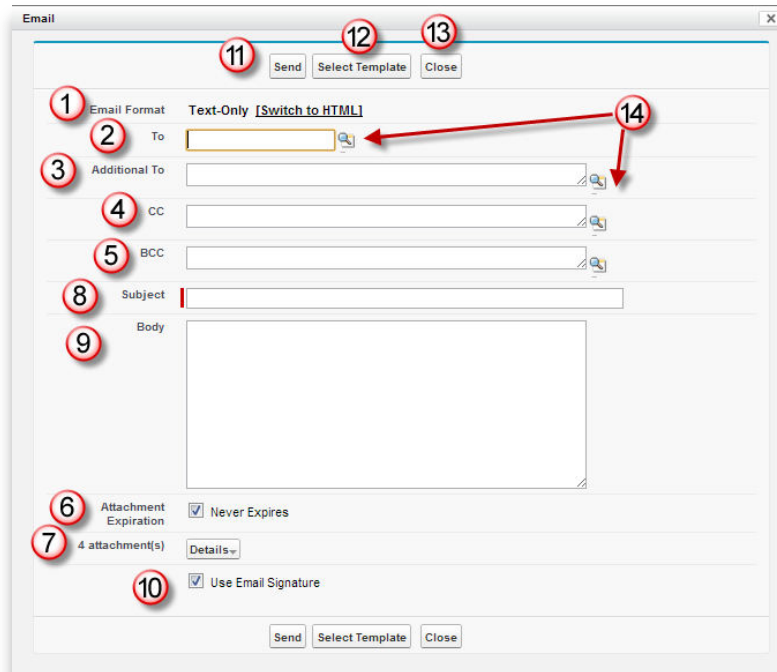 Email
11 Send 12 Select Template 13 Close
1 Email Format Text-Only [Switch to HTML]
14
2 To
3 Additional To
4 CC
5 BCC
8 Subject
9 Body
6 Attachment Expiration Never Expires
7 4 attachment(s) Details
10 Use Email Signature
Send Select Template Close